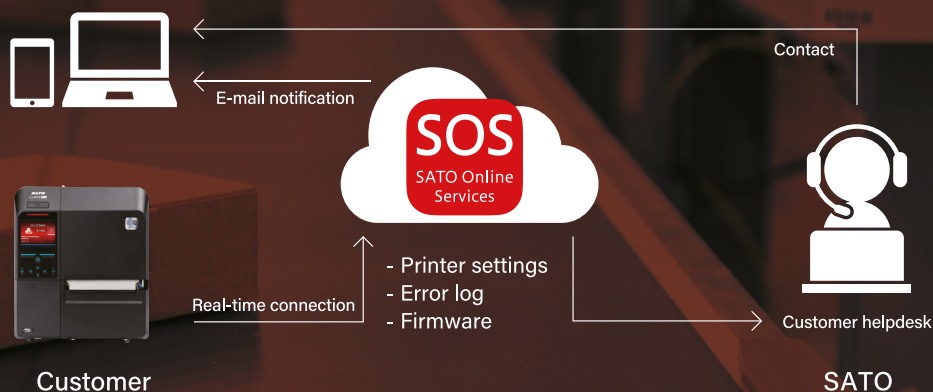 Contact
E-mail notification
SOS
SATO Online
Services
- Printer settings
- Error log
- Firmware
Real-time connection
Customer helpdesk
Customer
SATO